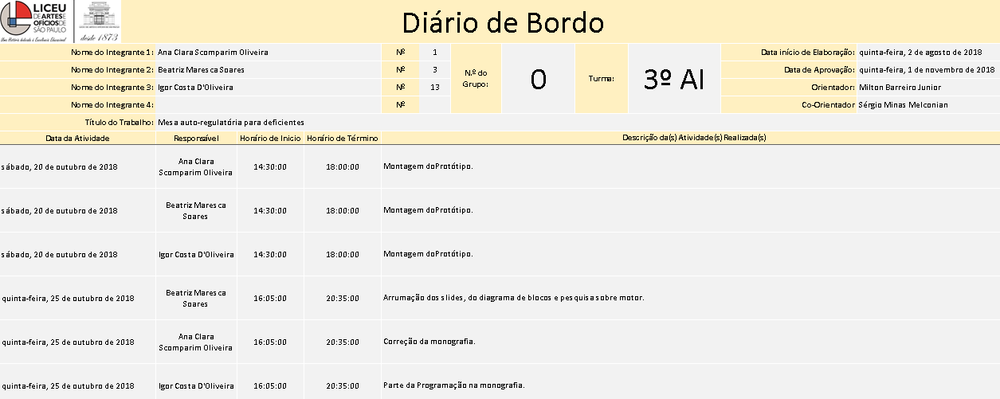 LICEU
DE ARTES E
OFÍCIOS DE
SÃO PAULO
Uma História dedicada à Excelência Educacional
desde 1873
Diário de Bordo
Nome do Integrante 1: Ana Clara Scomparim Oliveira Nº 1
Nome do Integrante 2: Beatriz Maresca Soares Nº 3
Nome do Integrante 3: Igor Costa D'Oliveira Nº 13
Nome do Integrante 4: Nº
N.º do
Grupo: 0
Turma: 3º AI
Data início de Elaboração: quinta-feira, 2 de agosto de 2018
Data de Aprovação: quinta-feira, 1 de novembro de 2018
Orientador: Milton Barreiro Junior
Co-Orientador Sérgio Minas Melconian
Título do Trabalho: Mesa auto-regulatória para deficientes
Data da Atividade Responsável Horário de Inicio Horário de Término Descrição da(s) Atividade(s) Realizada(s)
sábado, 20 de outubro de 2018 Ana Clara
Scomparim Oliveira 14:30:00 18:00:00 Montagem doProtótipo.
sábado, 20 de outubro de 2018 Beatriz Maresca
Soares 14:30:00 18:00:00 Montagem doProtótipo.
sábado, 20 de outubro de 2018 Igor Costa D'Oliveira 14:30:00 18:00:00 Montagem doProtótipo.
quinta-feira, 25 de outubro de 2018 Beatriz Maresca
Soares 16:05:00 20:35:00 Arrumação dos slides, do diagrama de blocos e pesquisa sobre motor.
quinta-feira, 25 de outubro de 2018 Ana Clara
Scomparim Oliveira 16:05:00 20:35:00 Correção da monografia.
quinta-feira, 25 de outubro de 2018 Igor Costa D'Oliveira 16:05:00 20:35:00 Parte da Programação na monografia.